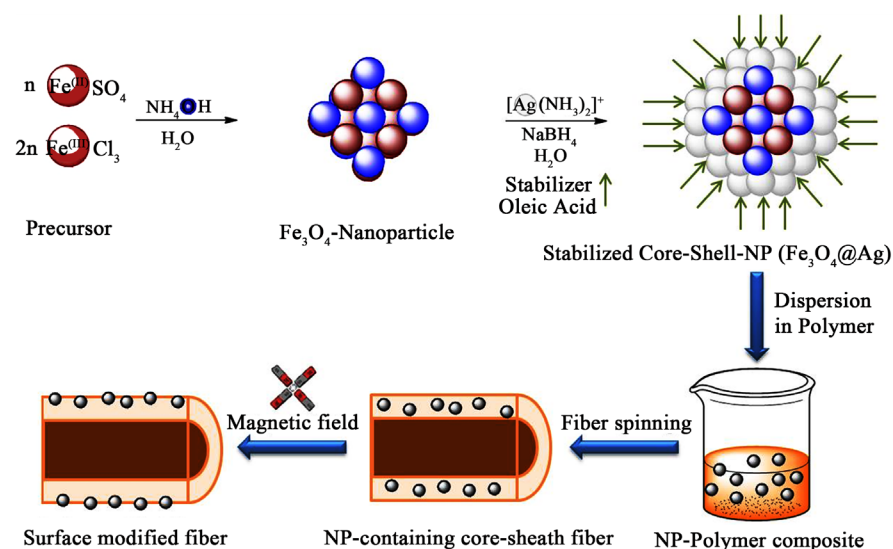 n Fe(II)SO4
2n Fe(III)Cl3
Precursor
NH4OH
H2O
Fe3O4-Nanoparticle
[Ag(NH3)2]+
NaBH4
H2O
Stabilizer
Oleic Acid
Stabilized Core-Shell-NP (Fe3O4@Ag)
Dispersion
in Polymer
NP-Polymer composite
Fiber spinning
NP-containing core-sheath fiber
Magnetic field
Surface modified fiber